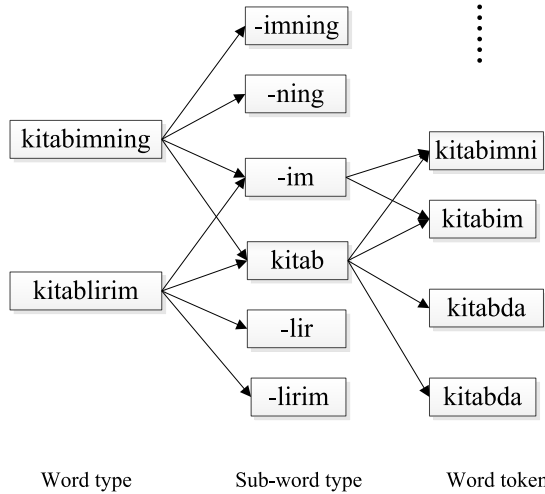 -imning
-ning
kitabimning
-im
kitabimni
kitabim
kitab
kitablirim
kitabda
-lir
-lirim
kitabda
Word type
Sub-word type
Word token